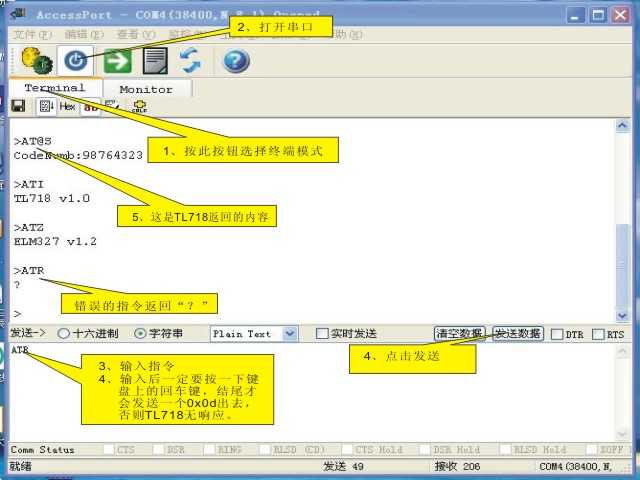 AccessPort - COM4(38400,N,8,1) Opened
2、打开串口
文件(F) 编辑(E) 查看(V) 监控 助(H)
Terminal Monitor
Hex ab
>AT@S
1、按此按钮选择终端模式
CodeNumb:98764323
>ATI
TL718 v1.0
5、这是TL718返回的内容
>ATZ
ELM327 v1.2
>ATR
?
错误的指令返回“？”
>
发送-> 十六进制 字符串 Plain Text 实时发送 清空数据 发送数据 DTR RTS
ATR
4、点击发送
3、输入指令
4、输入后一定要按一下键
盘上的回车键，结尾才
会发送一个0x0d出去，
否则TL718无响应。
Comm Status CTS DSR RING RLSD (CD) CTS Hold DSR Hold RLSD Hold XOFF
就绪 发送 49 接收 206 COM4(38400,N,